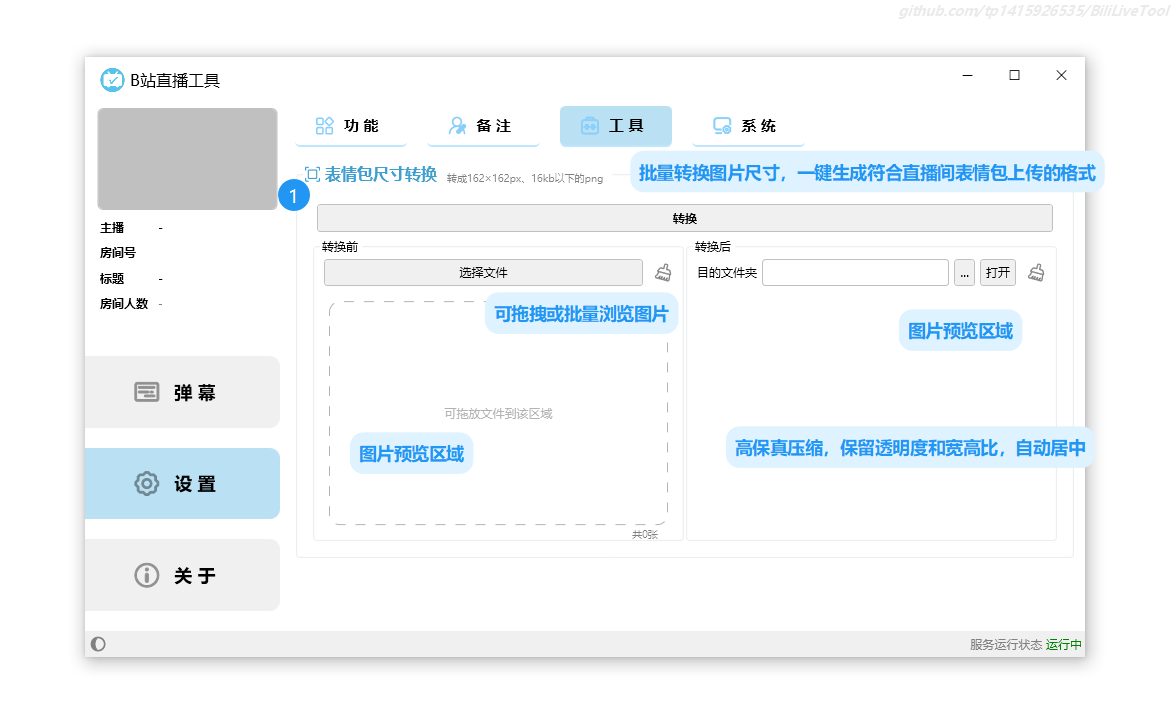 github.com/tp1415926535/BiliLiveTool
B站直播工具
功能
备注
工具
系统
表情包尺寸转换 转成162×162px、16kb以下的png
批量转换图片尺寸，一键生成符合直播间表情包上传的格式
1
转换
主播 -
房间号
标题 -
房间人数 -
转换前
选择文件
可拖拽或批量浏览图片
可拖放文件到该区域
图片预览区域
共0张
转换后
目的文件夹
...
打开
图片预览区域
高保真压缩，保留透明度和宽高比，自动居中
弹幕
设置
关于
服务运行状态 运行中